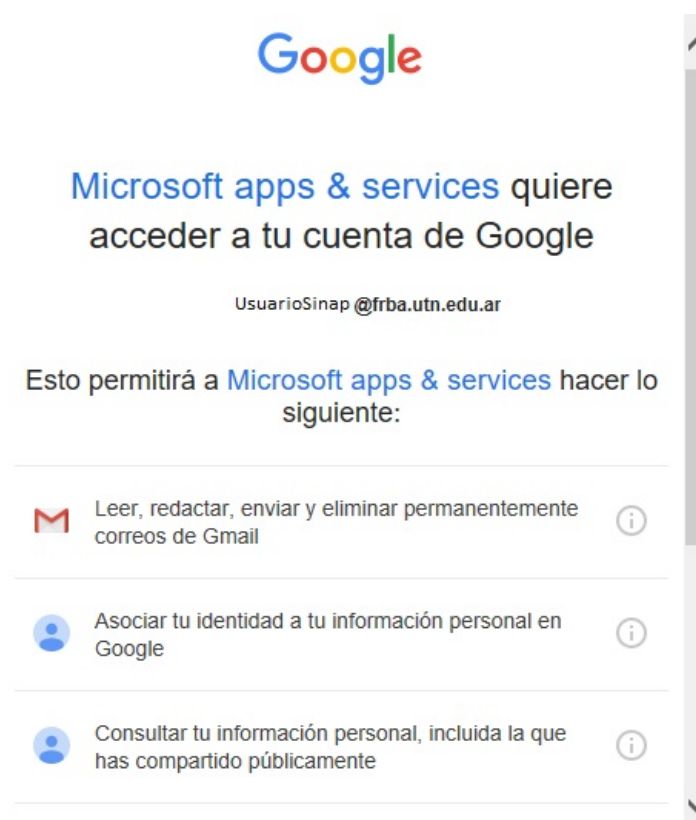 Google
Microsoft apps & services quiere
acceder a tu cuenta de Google
UsuarioSinap @frba.utn.edu.ar
Esto permitirá a Microsoft apps & services hacer lo
siguiente:
Leer, redactar, enviar y eliminar permanentemente
correos de Gmail
Asociar tu identidad a tu información personal en
Google
Consultar tu información personal, incluida la que
has compartido públicamente